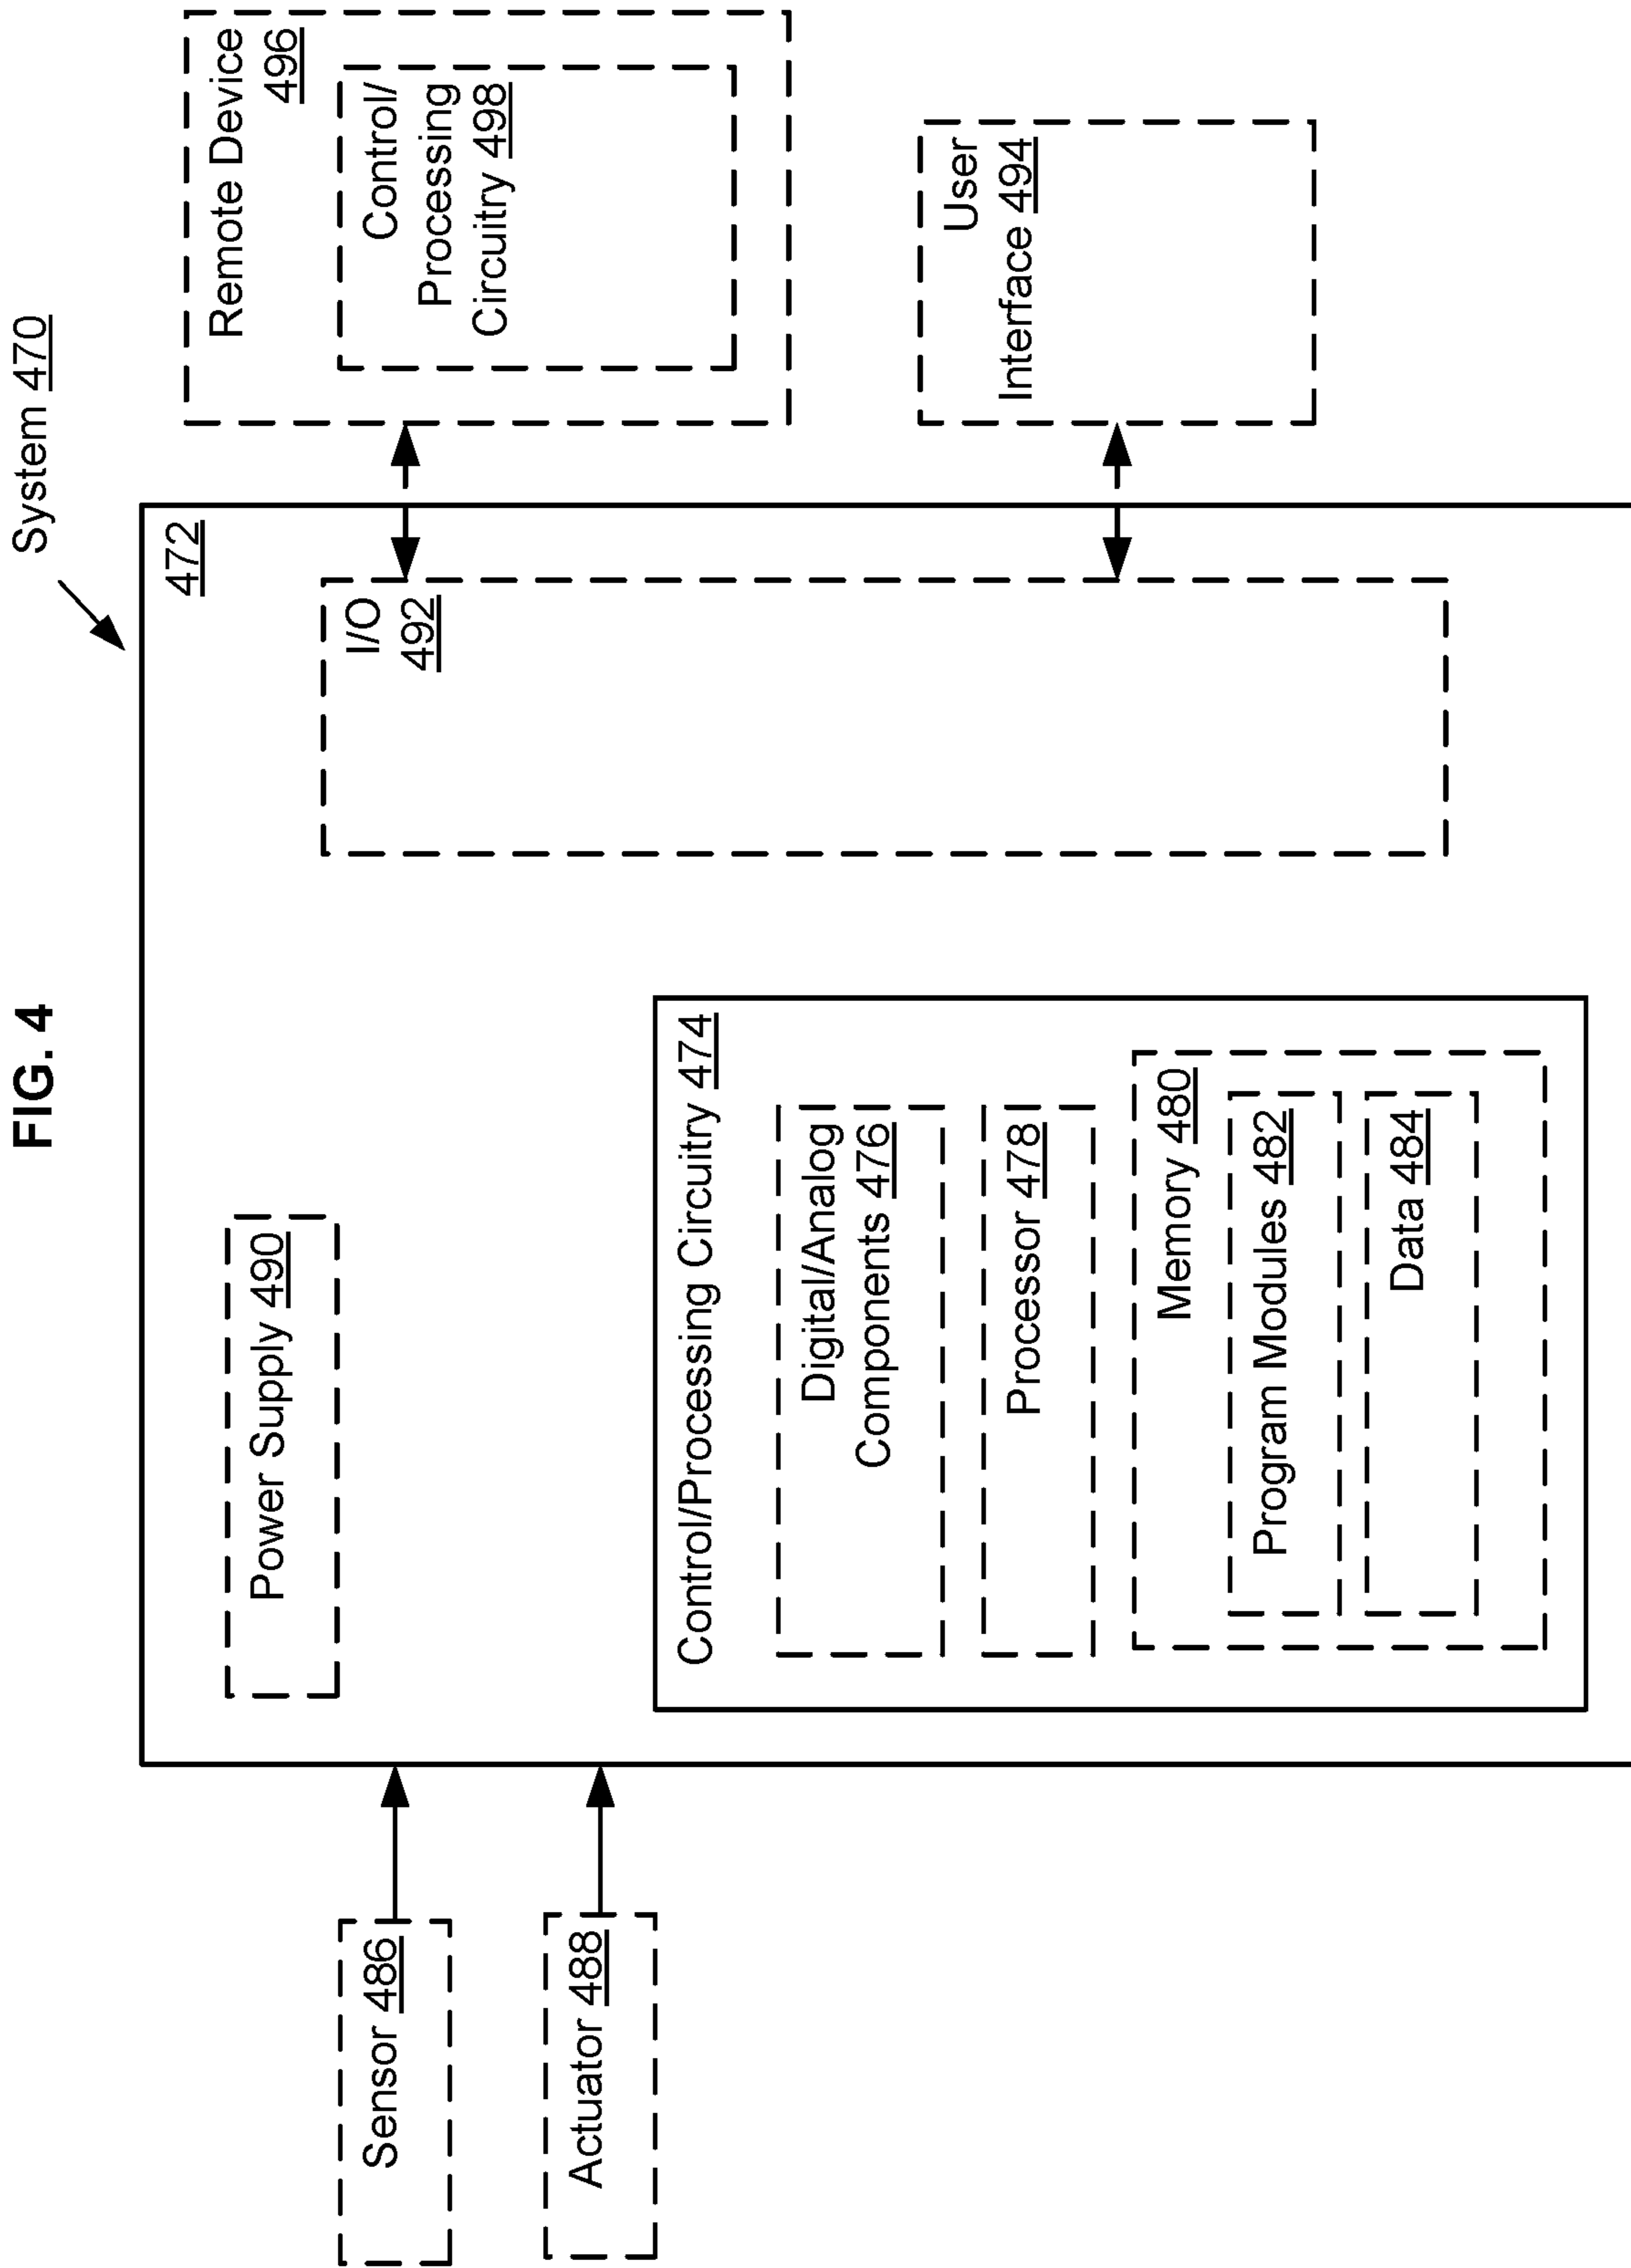 FIG. 4
System 470
472
Sensor 486
Actuator 488
Power Supply 490
Control/Processing Circuitry 474
Digital/Analog
Components 476
Processor 478
Memory 480
Program Modules 482
Data 484
I/O
492
Remote Device
496
Control/
Processing
Circuitry 498
User
Interface 494